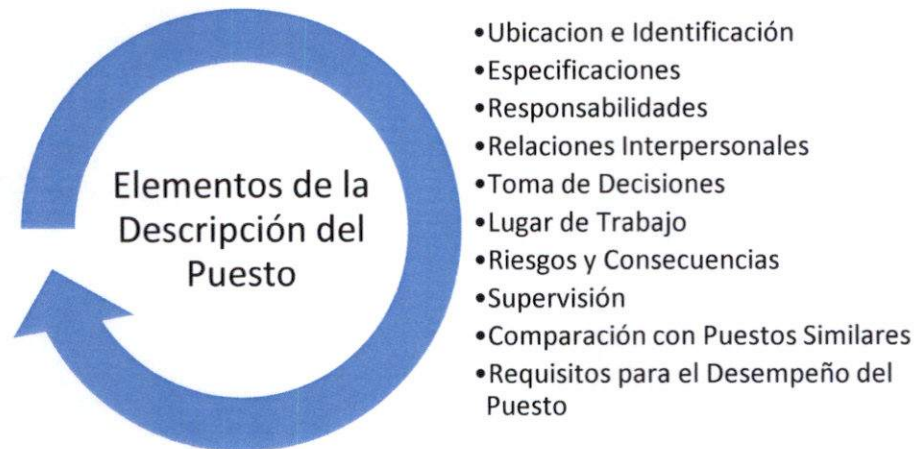 Elementos de la
Descripción del
Puesto
•Ubicacion e Identificación
•Especificaciones
•Responsabilidades
•Relaciones Interpersonales
•Toma de Decisiones
•Lugar de Trabajo
•Riesgos y Consecuencias
•Supervisión
•Comparación con Puestos Similares
•Requisitos para el Desempeño del
Puesto